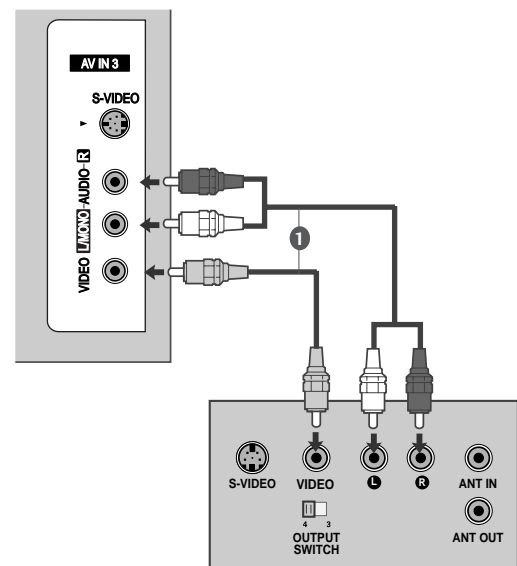 AV IN 3
S-VIDEO
VIDEO L/MONO-AUDIO-R
1
S-VIDEO
VIDEO
L
R
ANT IN
4 3
OUTPUT
SWITCH
ANT OUT